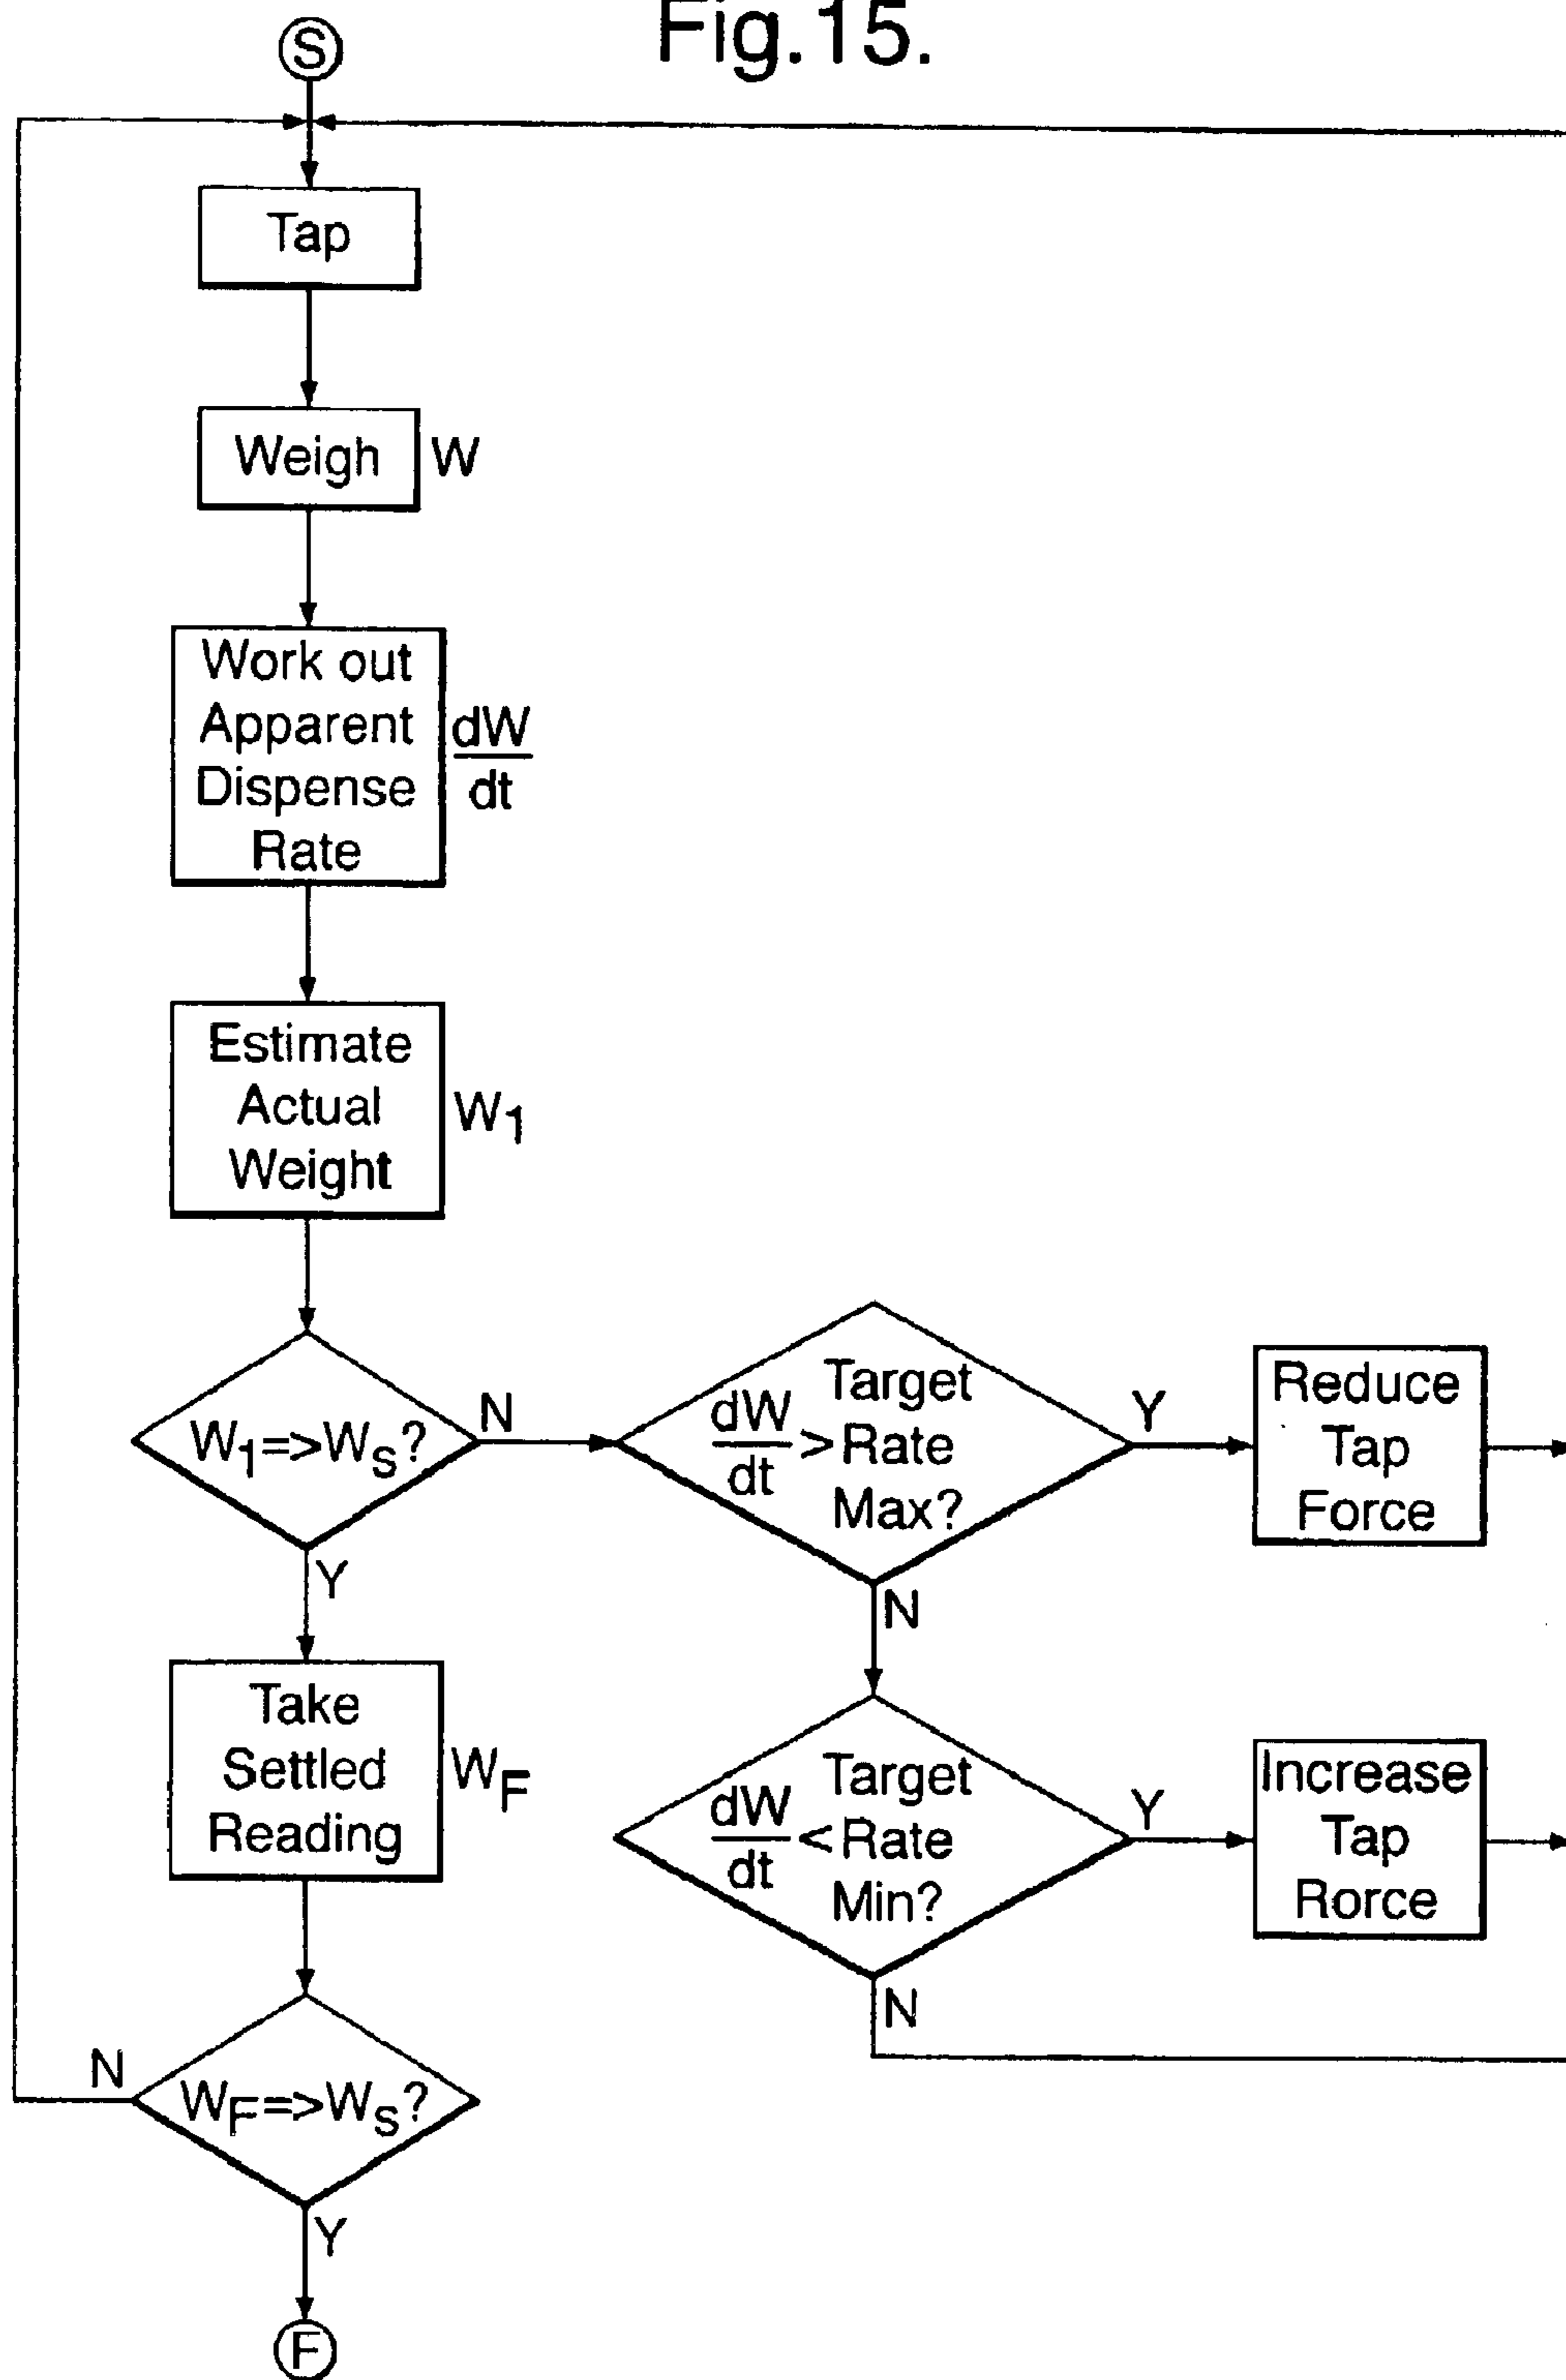 Fig.15.
S
Tap
Weigh W
Work out
Apparent
Dispense
Rate
dW
dt
Estimate
Actual
Weight
W1
W1=>WS?
N
Y
dW
dt
>
Target
Rate
Max?
Y
N
Reduce
Tap
Force
Take
Settled
Reading
WF
dW
dt
<
Target
Rate
Min?
Y
N
Increase
Tap
Rorce
WF=>WS?
N
Y
F